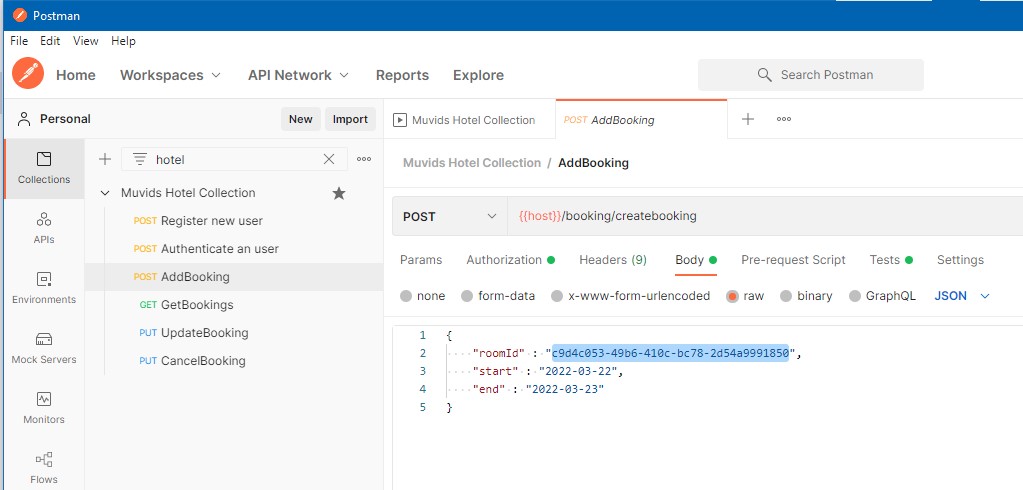 Postman
File Edit View Help
Home Workspaces API Network Reports Explore Search Postman
Personal New Import
Muvids Hotel Collection POST AddBooking
hotel
Collections
Muvids Hotel Collection
POST Register new user
POST Authenticate an user
POST AddBooking
GET GetBookings
PUT UpdateBooking
PUT CancelBooking
APIs
Environments
Mock Servers
Monitors
Flows
Muvids Hotel Collection / AddBooking
POST {{host}}/booking/createbooking
Params Authorization Headers (9) Body Pre-request Script Tests Settings
none form-data x-www-form-urlencoded raw binary GraphQL JSON
1 {
2 ····"roomId"·:·"c9d4c053-49b6-410c-bc78-2d54a9991850",
3 ····"start"·:·"2022-03-22",
4 ····"end"·:·"2022-03-23"
5 }